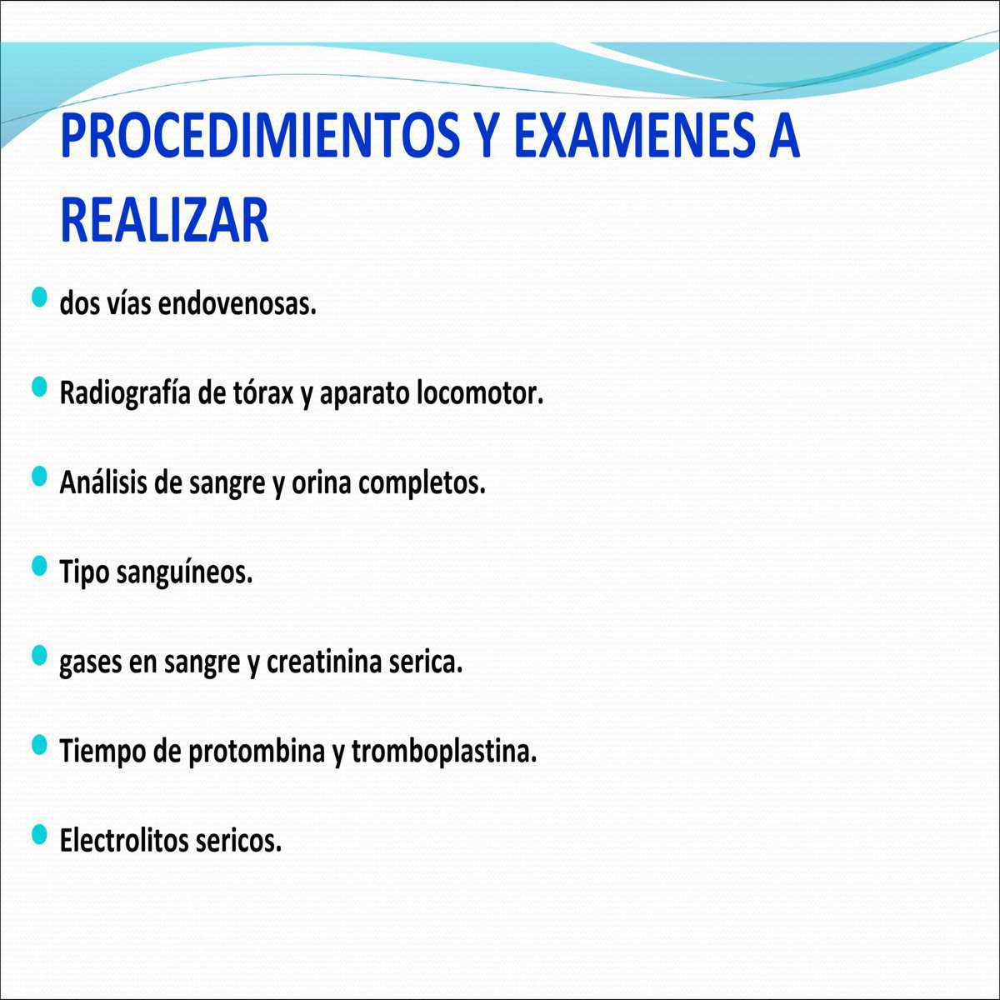 PROCEDIMIENTOS Y EXAMENES A
REALIZAR
dos vías endovenosas.
Radiografía de tórax y aparato locomotor.
Análisis de sangre y orina completos.
Tipo sanguíneos.
gases en sangre y creatinina serica.
Tiempo de protombina y tromboplastina.
Electrolitos sericos.